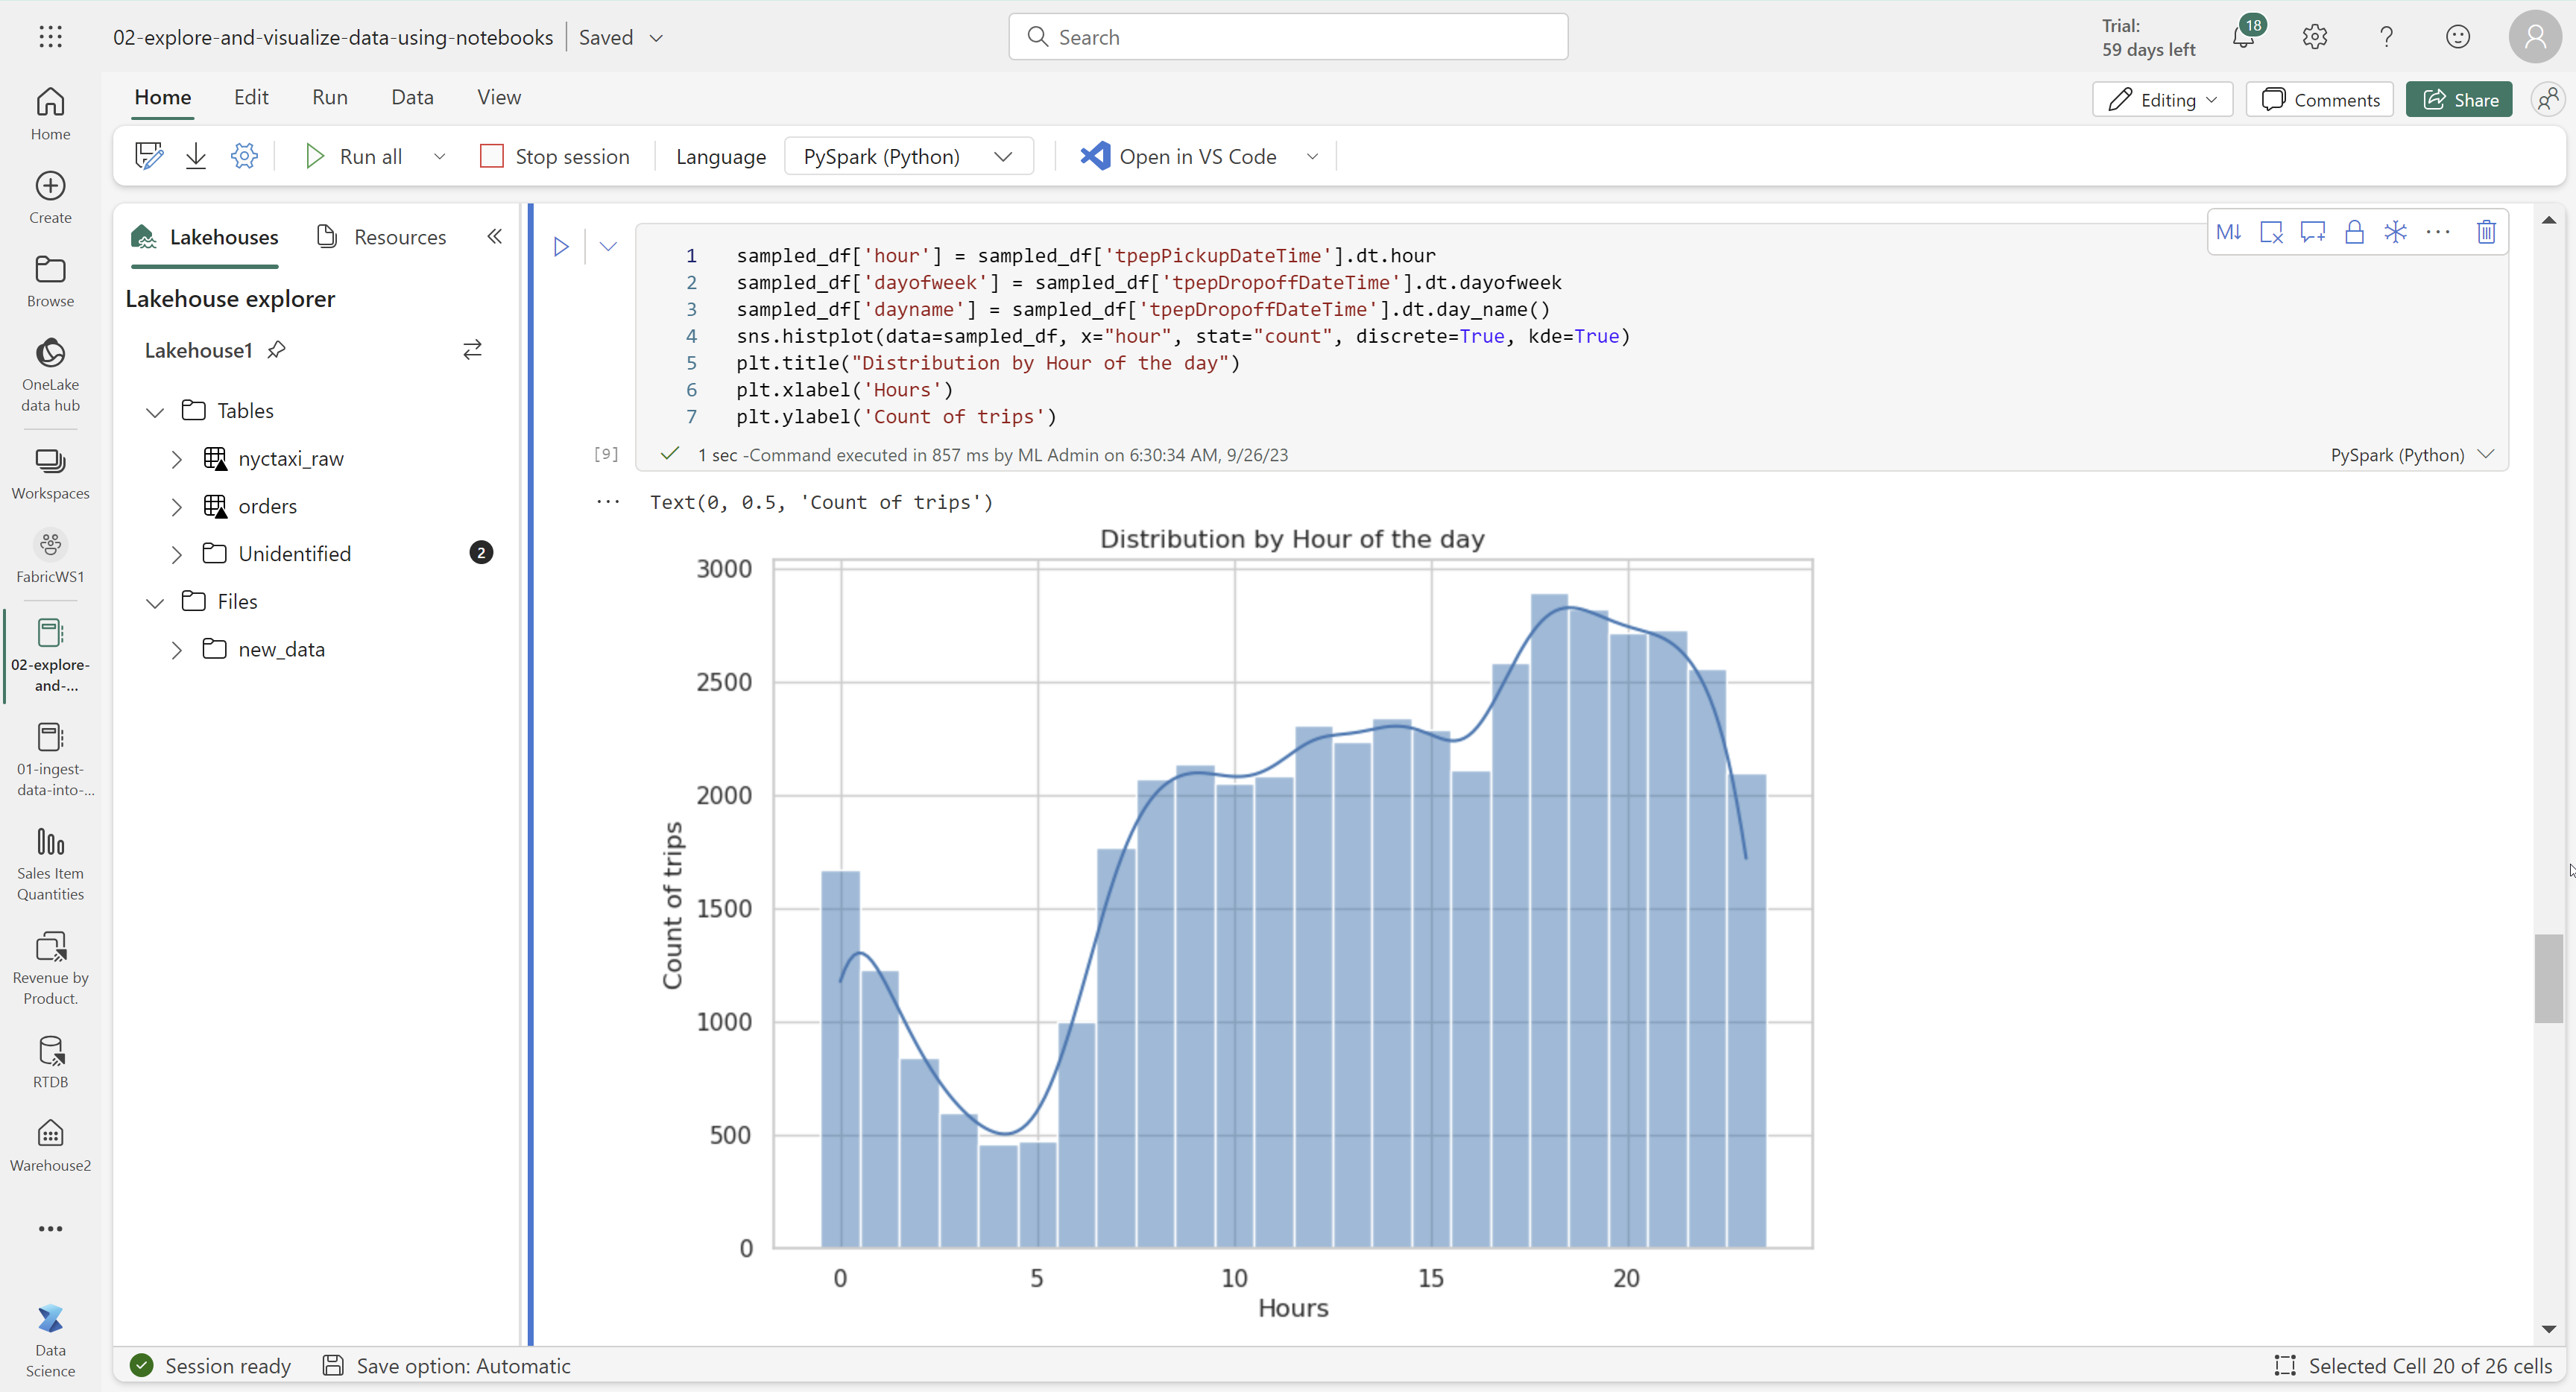 02-explore-and-visualize-data-using-notebooks | Saved
Search
Trial:
59 days left
18
Home Edit Run Data View
Editing Comments Share
Run all Stop session Language PySpark (Python) Open in VS Code
Home
Create
Browse
OneLake
data hub
Workspaces
FabricWS1
02-explore-
and-...
01-ingest-
data-into-...
Sales Item
Quantities
Revenue by
Product.
RTDB
Warehouse2
Data
Science
Lakehouses Resources
Lakehouse explorer
Lakehouse1
Tables
nyctaxi_raw
orders
Unidentified 2
Files
new_data
M↓
1 sampled_df['hour'] = sampled_df['tpepPickupDateTime'].dt.hour
2 sampled_df['dayofweek'] = sampled_df['tpepDropoffDateTime'].dt.dayofweek
3 sampled_df['dayname'] = sampled_df['tpepDropoffDateTime'].dt.day_name()
4 sns.histplot(data=sampled_df, x="hour", stat="count", discrete=True, kde=True)
5 plt.title("Distribution by Hour of the day")
6 plt.xlabel('Hours')
7 plt.ylabel('Count of trips')
[9] 1 sec -Command executed in 857 ms by ML Admin on 6:30:34 AM, 9/26/23 PySpark (Python)
Text(0, 0.5, 'Count of trips')
Distribution by Hour of the day
3000
2500
2000
1500
1000
500
0
Count of trips
0 5 10 15 20
Hours
Session ready Save option: Automatic Selected Cell 20 of 26 cells